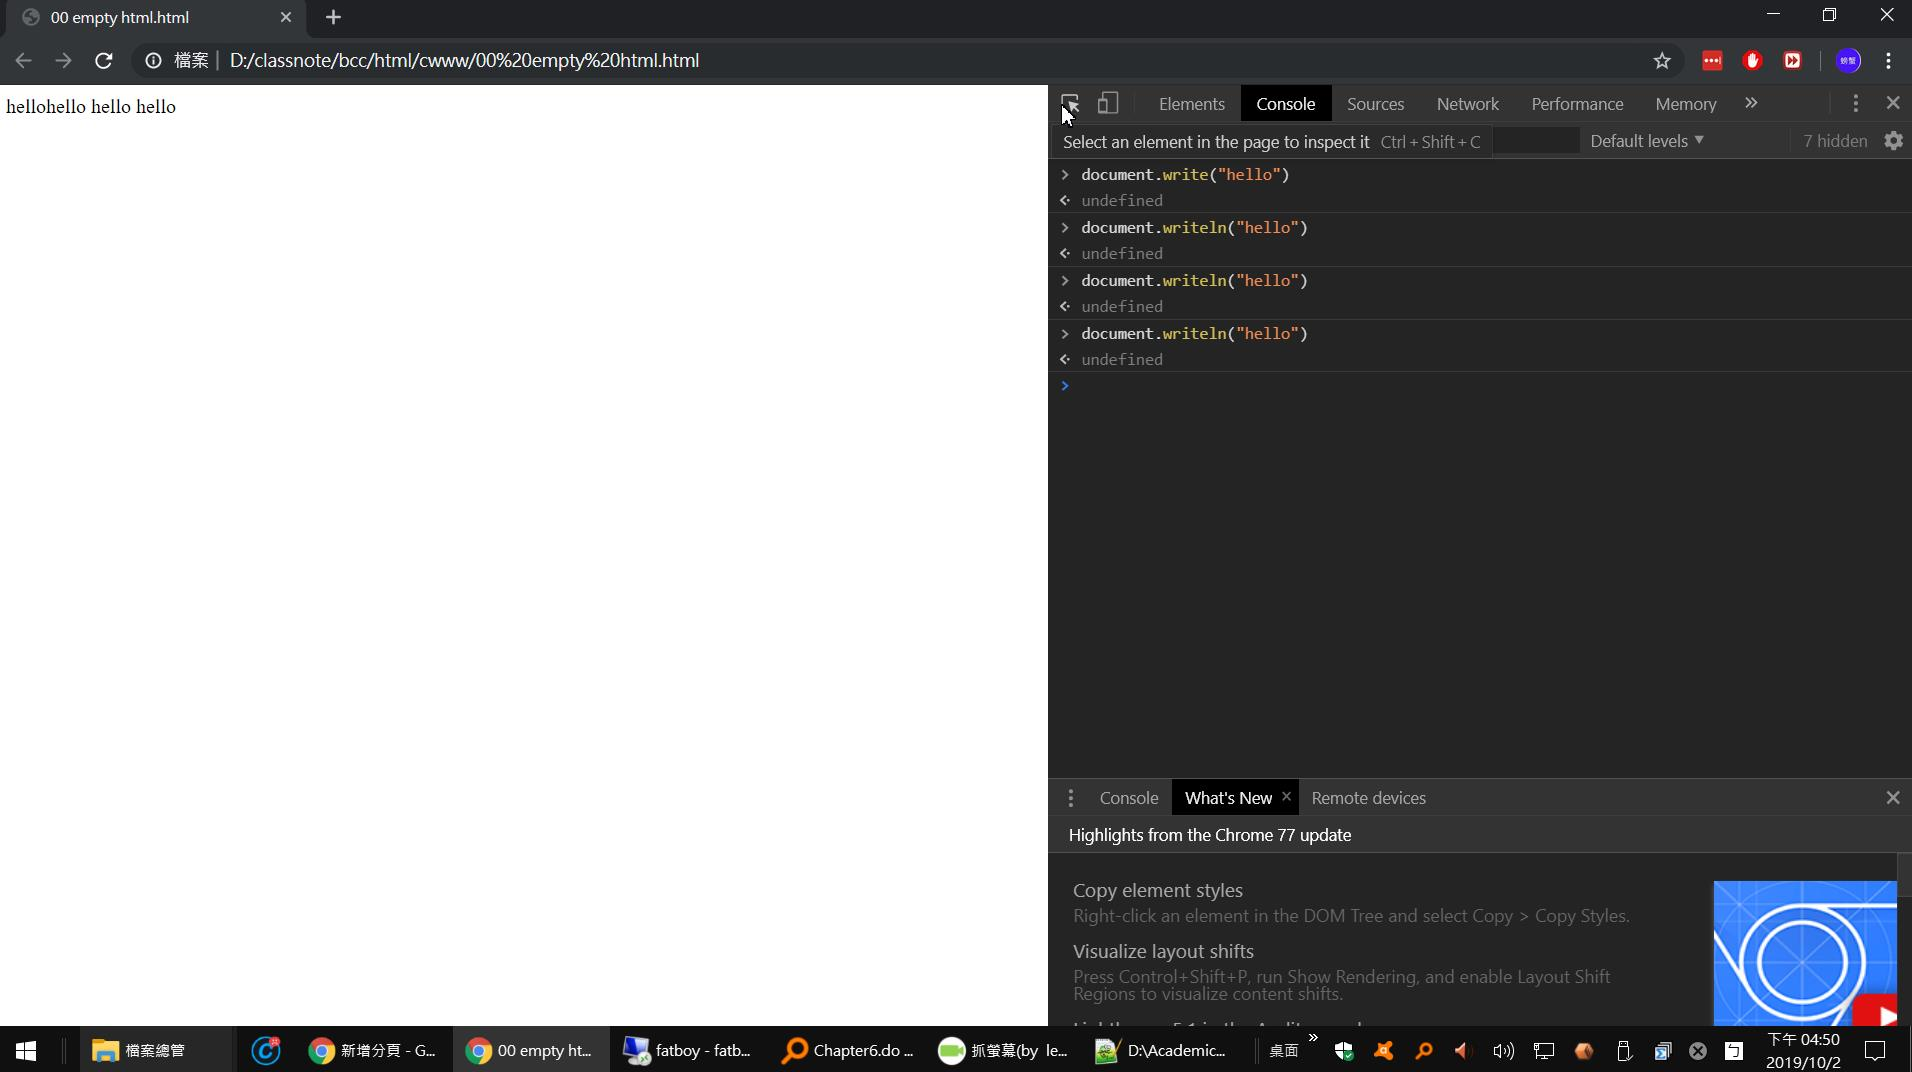 00 empty html.html
檔案 D:/classnote/bcc/html/cwww/00%20empty%20html.html
螃蟹
hellohello hello hello
Elements Console Sources Network Performance Memory »
Select an element in the page to inspect it Ctrl + Shift + C
Default levels ▼
7 hidden
> document.write("hello")
undefined
> document.writeln("hello")
undefined
> document.writeln("hello")
undefined
> document.writeln("hello")
undefined
>
Console What's New Remote devices
Highlights from the Chrome 77 update
Copy element styles
Right-click an element in the DOM Tree and select Copy > Copy Styles.
Visualize layout shifts
Press Control+Shift+P, run Show Rendering, and enable Layout Shift
Regions to visualize content shifts.
檔案總管
新增分頁 - G...
00 empty ht...
fatboy - fatb...
Chapter6.do ...
抓螢幕(by le...
D:\Academic...
桌面 »
下午 04:50
2019/10/2